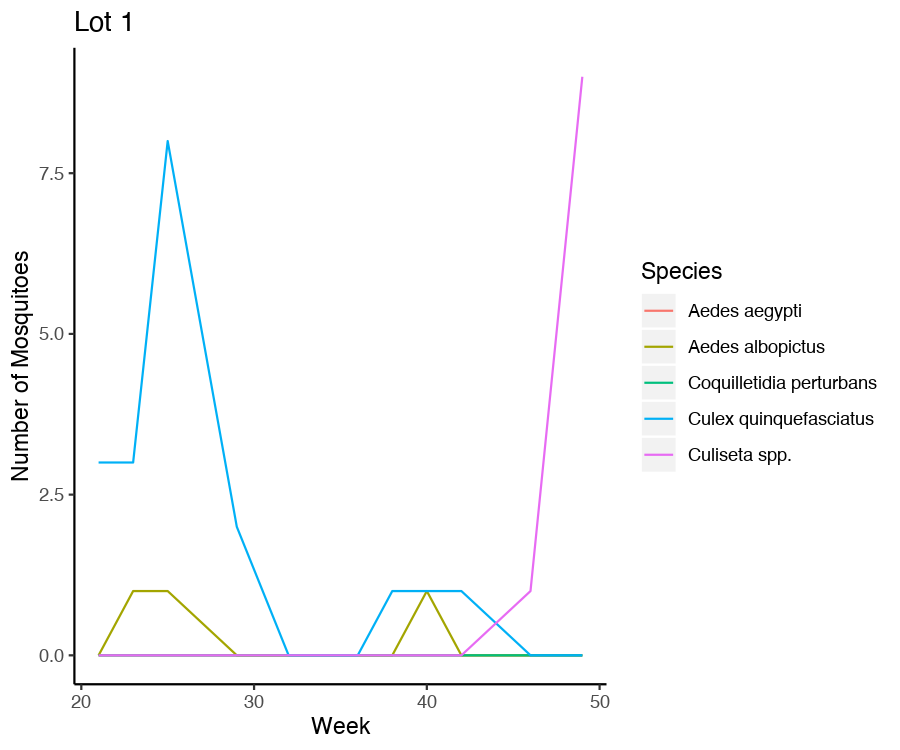 Lot 1
Number of Mosquitoes
7.5
5.0
2.5
0.0
20
30
40
50
Week
Species
Aedes aegypti
Aedes albopictus
Coquilletidia perturbans
Culex quinquefasciatus
Culiseta spp.